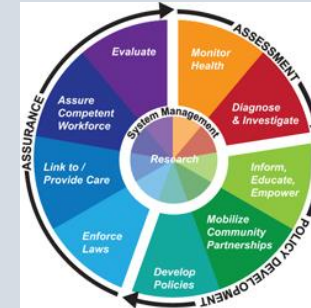 ASSESSMENT
Monitor
Health
Diagnose
& Investigate
POLICY DEVELOPMENT
Inform,
Educate,
Empower
Mobilize
Community
Partnerships
Develop
Policies
ASSURANCE
Enforce
Laws
Link to /
Provide Care
Assure
Competent
Workforce
Evaluate
System Management
Research